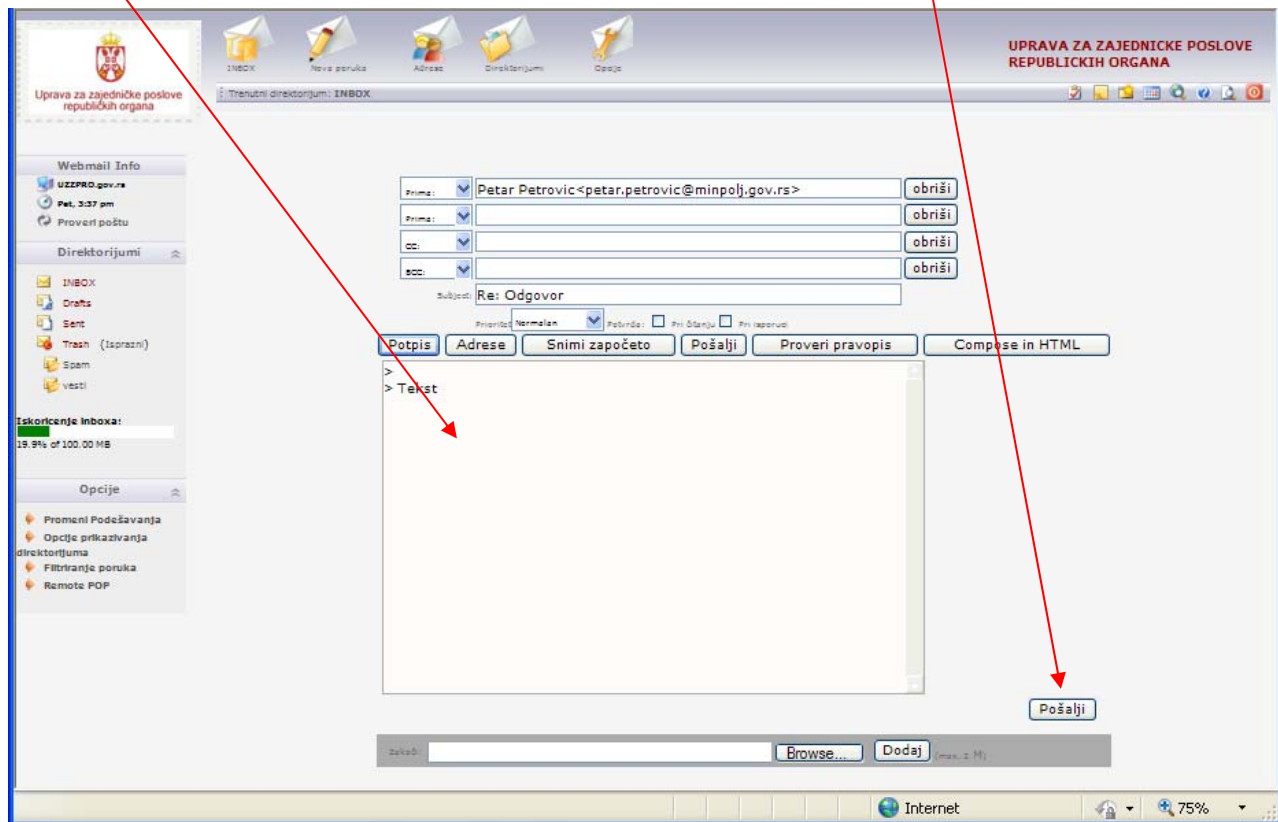 INBOX Nova poruka Adrese Direktorijumi Opcije
UPRAVA ZA ZAJEDNICKE POSLOVE
REPUBLICKIH ORGANA
Uprava za zajedničke poslove
republičkih organa
Trenutni direktorijum: INBOX
Webmail Info
UZZPRO.gov.rs
Pet, 3:37 pm
Proveri poštu
Direktorijumi
INBOX
Drafts
Sent
Trash (Isprazni)
Spam
vesti
Iskoricenje inboxa:
19.9% of 100.00 MB
Opcije
Promeni Podešavanja
Opcije prikazivanja
direktorijuma
Filtriranje poruka
Remote POP
Prima: Petar Petrovic<petar.petrovic@minpolj.gov.rs> obriši
Prima: obriši
CC: obriši
BCC: obriši
Subject: Re: Odgovor
Prioritet Normalan Potvrda: Pri čitanju Pri isporuci
Potpis Adrese Snimi započeto Pošalji Proveri pravopis Compose in HTML
>
> Tekst
Pošalji
Zakači: Browse... Dodaj (max. 2 M)
Internet 75%